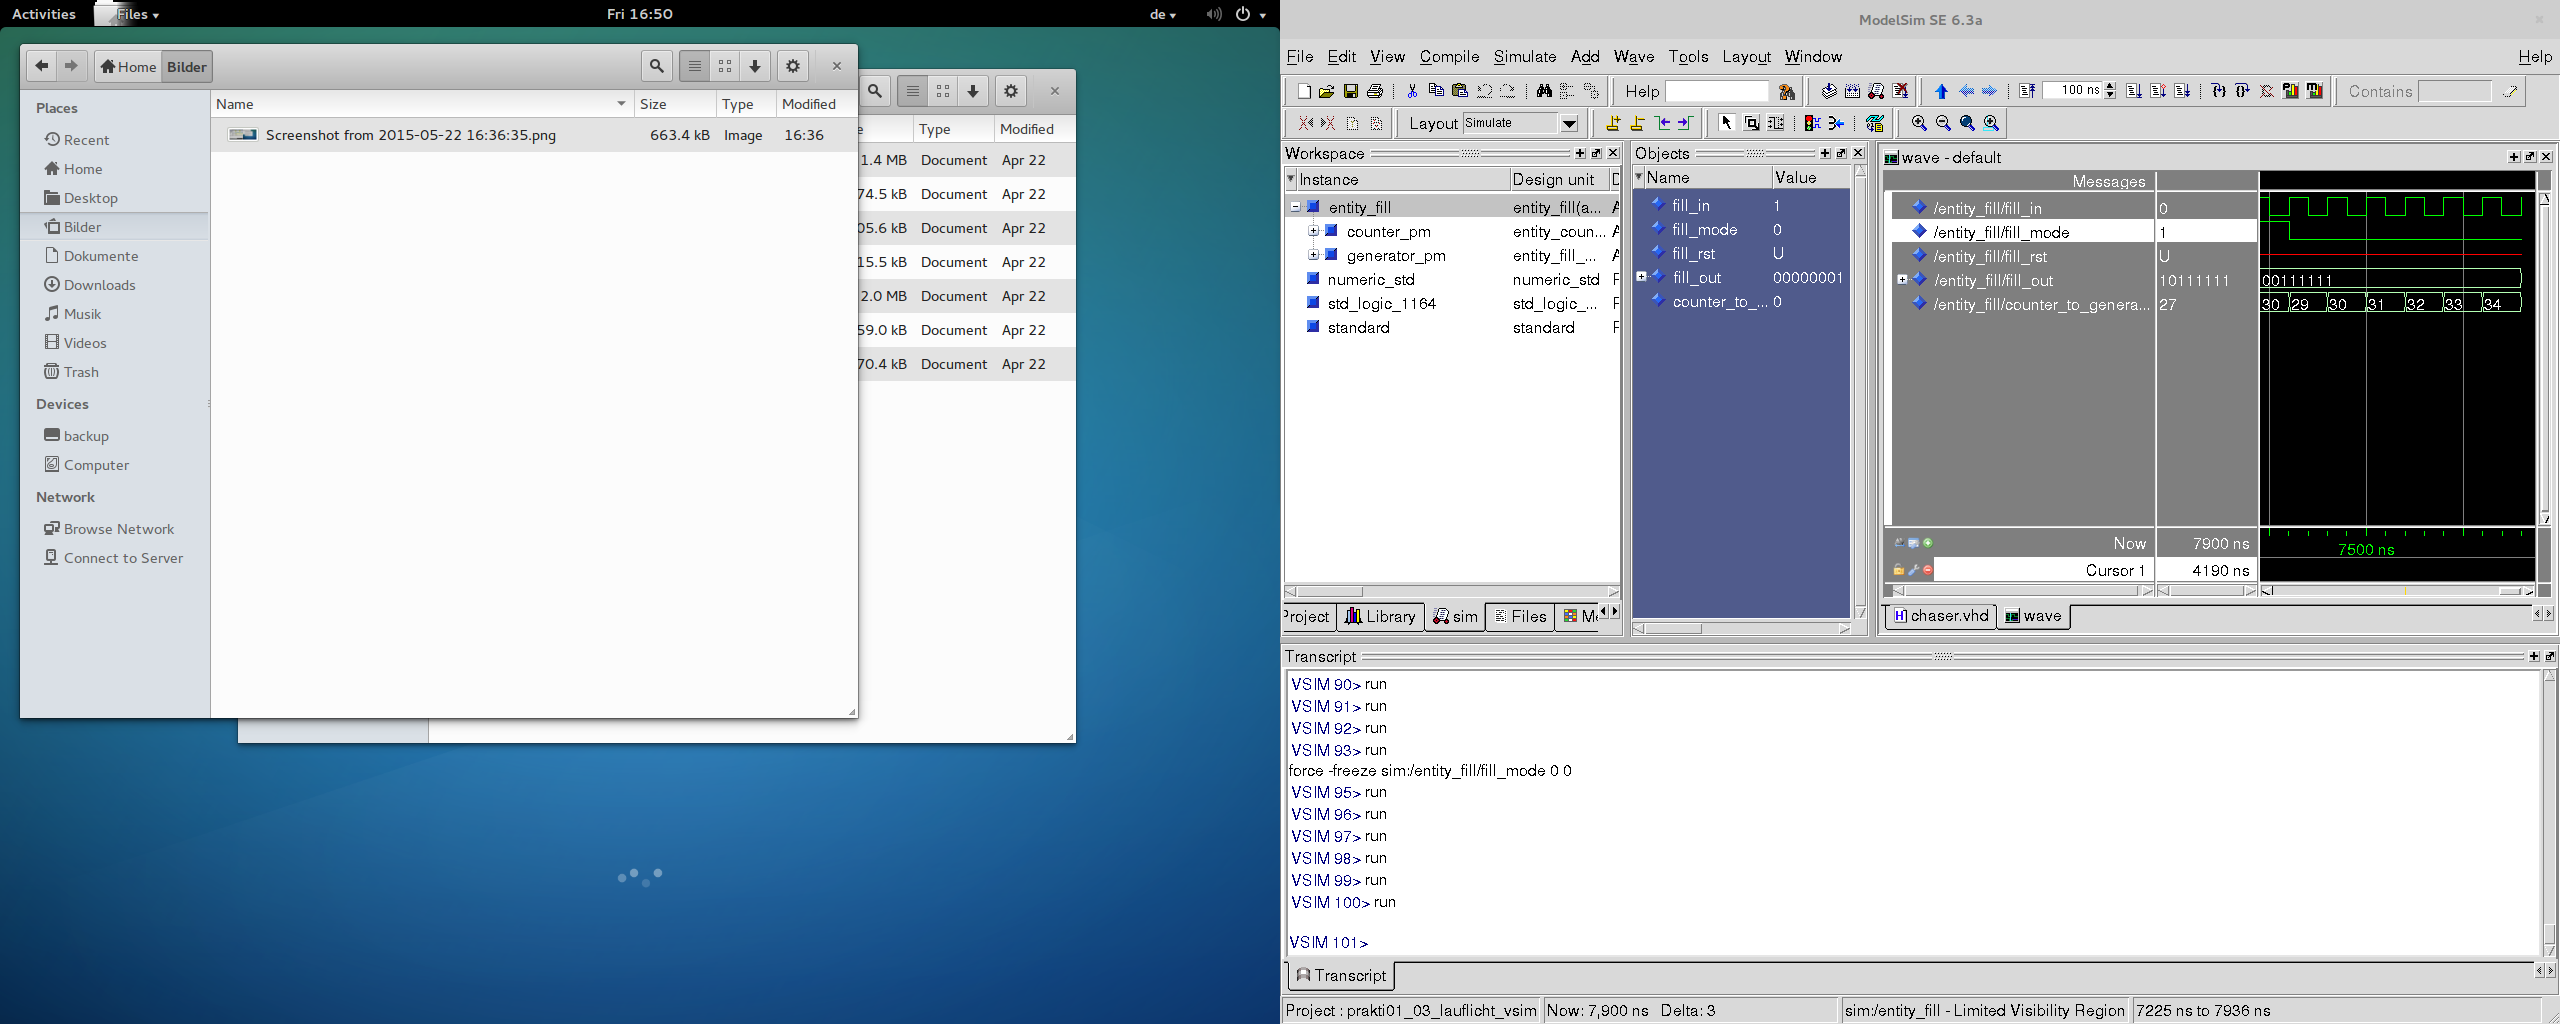 Activities Files Fri 16:50 de
Home Bilder
Places
Recent
Home
Desktop
Bilder
Dokumente
Downloads
Musik
Videos
Trash
Devices
backup
Computer
Network
Browse Network
Connect to Server
Name Size Type Modified
Screenshot from 2015-05-22 16:36:35.png 663.4 kB Image 16:36
Type Modified
1.4 MB Document Apr 22
74.5 kB Document Apr 22
05.6 kB Document Apr 22
15.5 kB Document Apr 22
2.0 MB Document Apr 22
59.0 kB Document Apr 22
70.4 kB Document Apr 22
ModelSim SE 6.3a
File Edit View Compile Simulate Add Wave Tools Layout Window Help
Help 100 ns Contains
Layout Simulate
Workspace
Instance Design unit
entity_fill entity_fill(a...
counter_pm entity_coun...
generator_pm entity_fill_...
numeric_std numeric_std
std_logic_1164 std_logic_...
standard standard
Project Library sim Files
Objects
Name Value
fill_in 1
fill_mode 0
fill_rst U
fill_out 00000001
counter_to_... 0
wave - default
Messages
/entity_fill/fill_in 0
/entity_fill/fill_mode 1
/entity_fill/fill_rst U
/entity_fill/fill_out 10111111 00111111
/entity_fill/counter_to_genera... 27 30 29 30 31 32 33 34
Now 7900 ns 7500 ns
Cursor 1 4190 ns
chaser.vhd wave
Transcript
VSIM 90> run
VSIM 91> run
VSIM 92> run
VSIM 93> run
force -freeze sim:/entity_fill/fill_mode 0 0
VSIM 95> run
VSIM 96> run
VSIM 97> run
VSIM 98> run
VSIM 99> run
VSIM 100> run
VSIM 101>
Transcript
Project : prakti01_03_lauflicht_vsim Now: 7,900 ns Delta: 3 sim:/entity_fill - Limited Visibility Region 7225 ns to 7936 ns